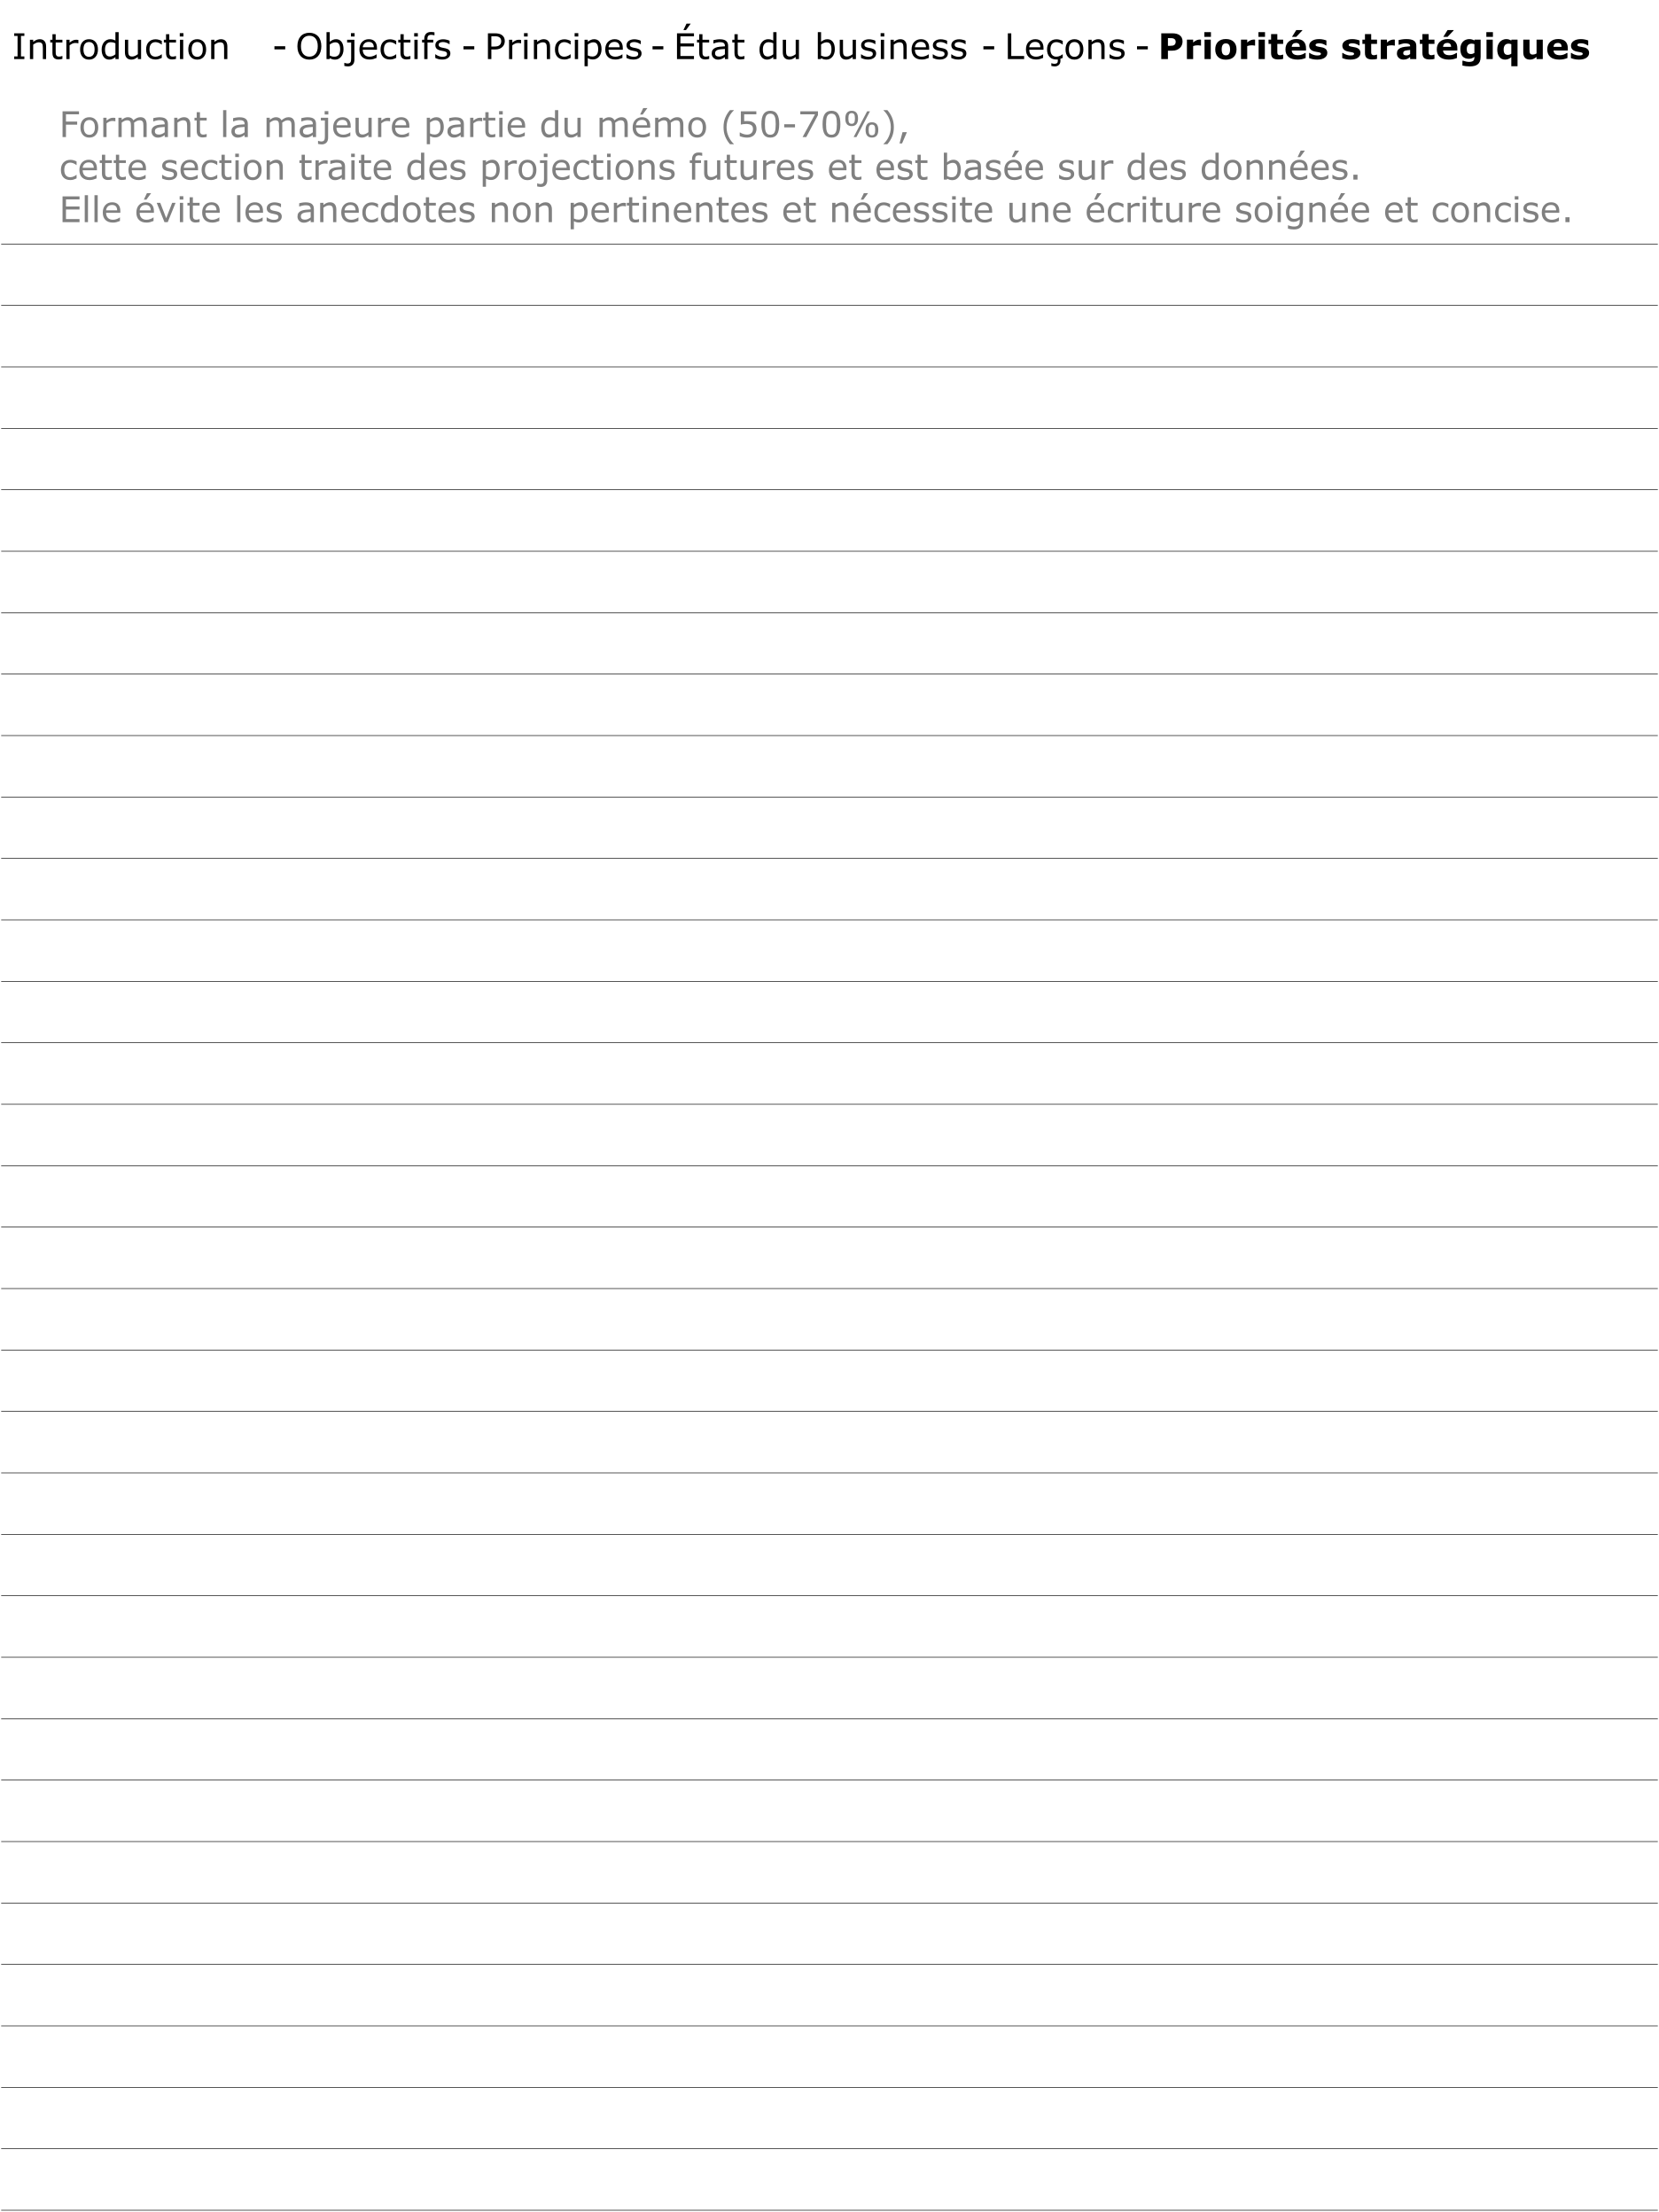 Introduction - Objectifs - Principes - État du business - Leçons - Priorités stratégiques
Formant la majeure partie du mémo (50-70%),
cette section traite des projections futures et est basée sur des données.
Elle évite les anecdotes non pertinentes et nécessite une écriture soignée et concise.